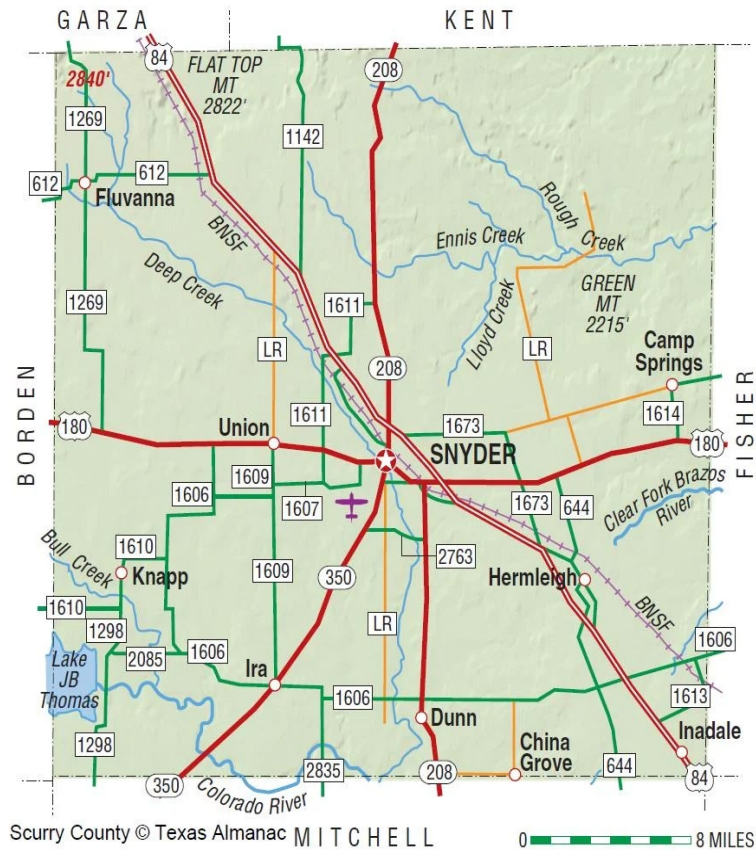 GARZA
KENT
84
2840'
FLAT TOP
MT
2822'
208
1269
1142
612
612
Fluvanna
BNSF
Rough Creek
Ennis Creek
Deep Creek
GREEN
MT
2215'
Lloyd Creek
1269
1611
LR
LR
208
Camp
Springs
BORDEN
FISHER
180
Union
1611
1673
1614
180
SNYDER
1609
1606
1607
1673
644
Clear Fork Brazos
River
Bull Creek
1610
2763
Knapp
1609
350
Hermleigh
1610
BNSF
1298
LR
2085
1606
1606
Lake
JB
Thomas
Ira
1606
1613
Dunn
Inadale
1298
China
Grove
350
2835
208
644
84
Colorado River
Scurry County © Texas Almanac
MITCHELL
0
8 MILES